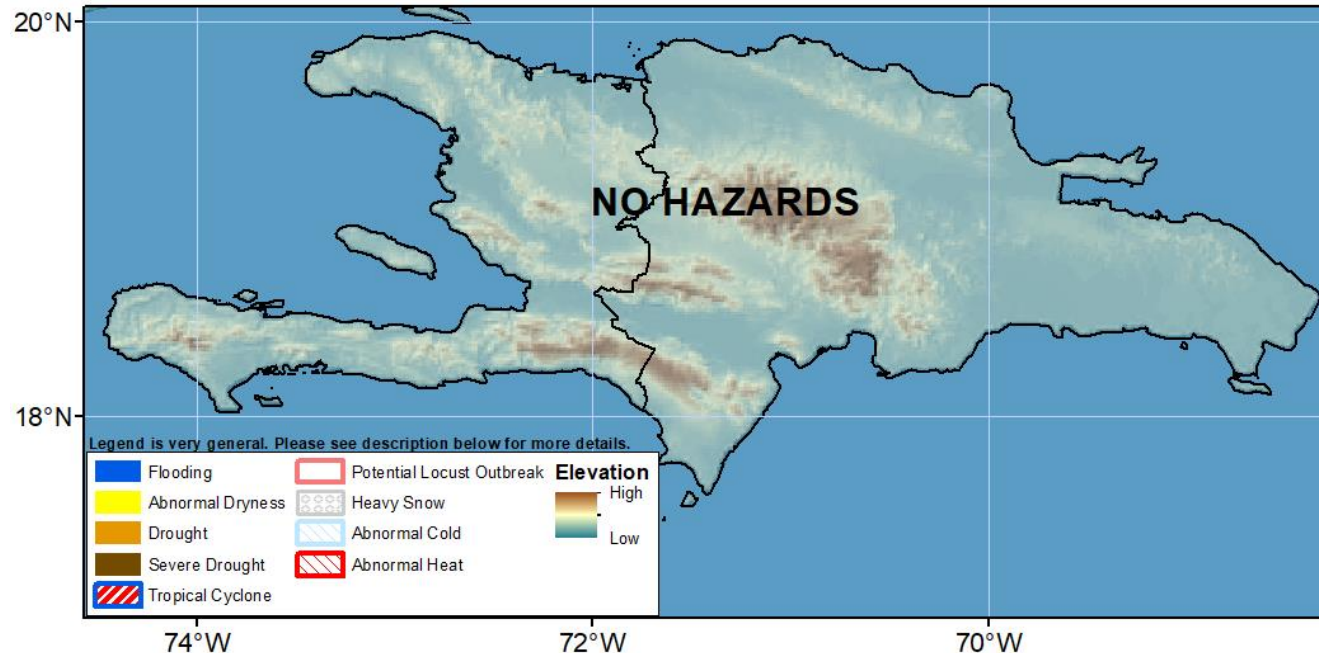 20°N
NO HAZARDS
18°N
Legend is very general. Please see description below for more details.
Flooding
Abnormal Dryness
Drought
Severe Drought
Tropical Cyclone
Potential Locust Outbreak
Heavy Snow
Abnormal Cold
Abnormal Heat
Elevation
High
Low
74°W
72°W
70°W